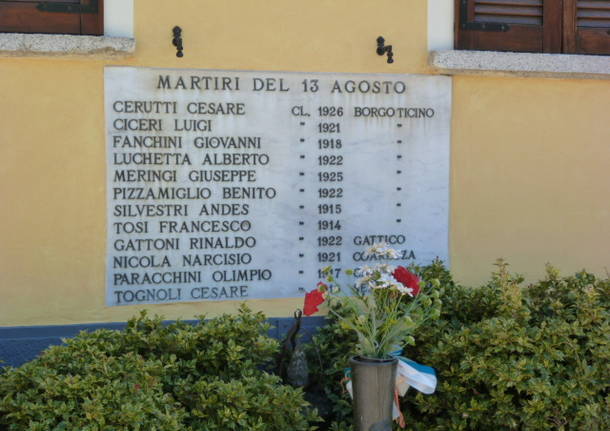 MARTIRI DEL 13 AGOSTO
CERUTTI CESARE CL. 1926 BORGO TICINO
CICERI LUIGI " 1921 "
FANCHINI GIOVANNI " 1918 "
LUCHETTA ALBERTO " 1922 "
MERINGI GIUSEPPE " 1925 "
PIZZAMIGLIO BENITO " 1922 "
SILVESTRI ANDES " 1915 "
TOSI FRANCESCO " 1914 "
GATTONI RINALDO " 1922 GATTICO
NICOLA NARCISIO " 1921
PARACCHINI OLIMPIO "
TOGNOLI CESARE "